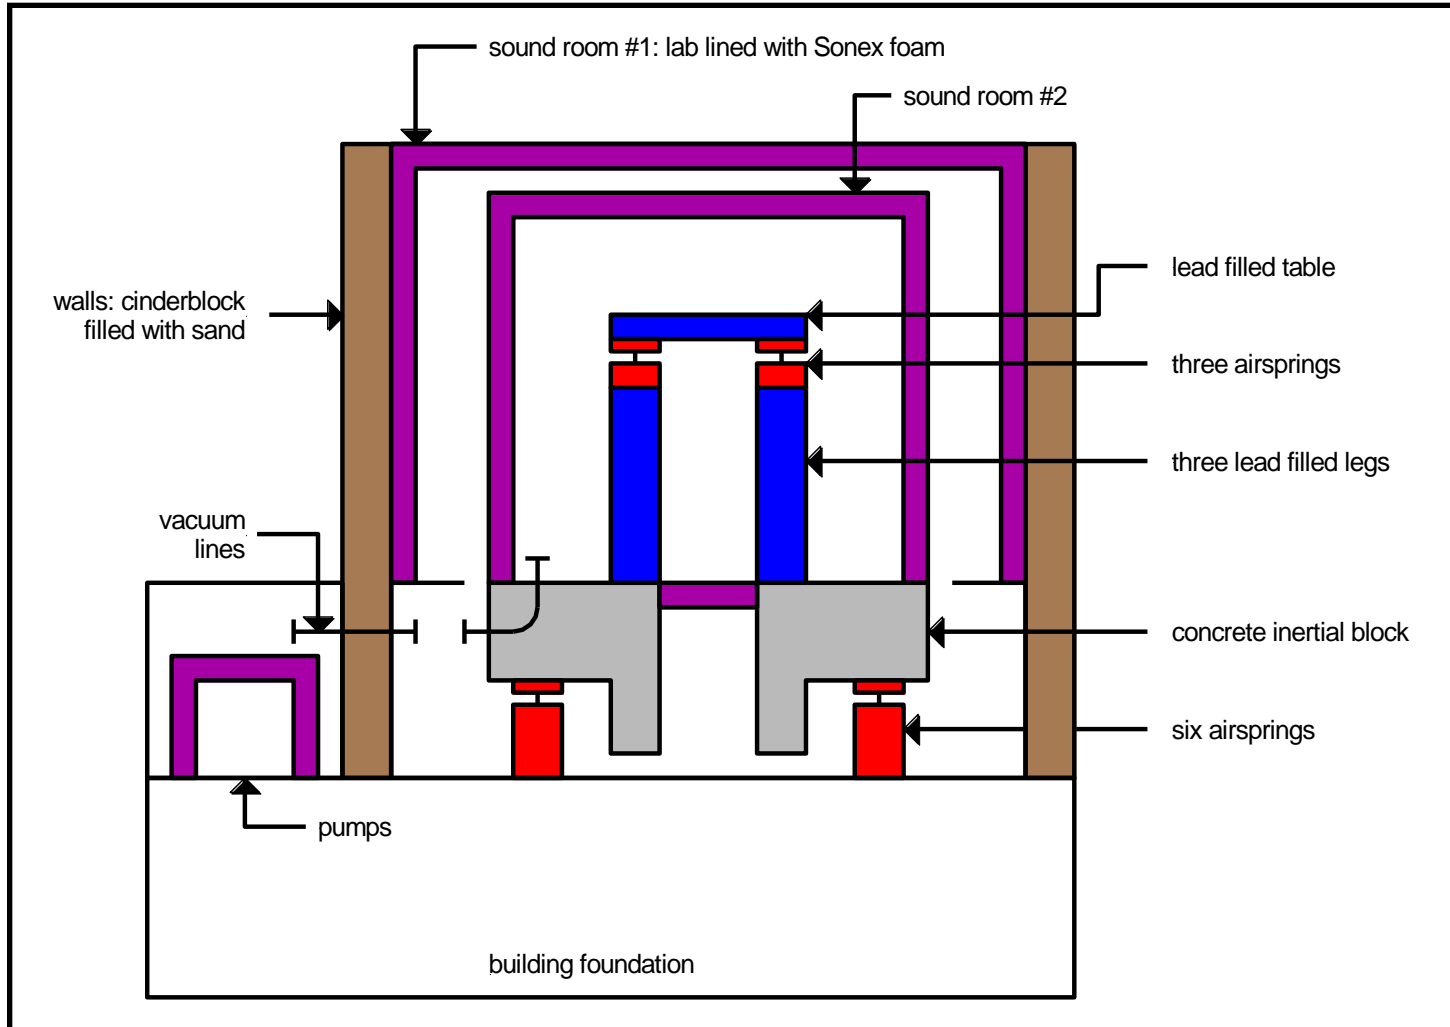 sound room #1: lab lined with Sonex foam
sound room #2
lead filled table
walls: cinderblock
filled with sand
three airsprings
three lead filled legs
vacuum
lines
concrete inertial block
six airsprings
pumps
building foundation